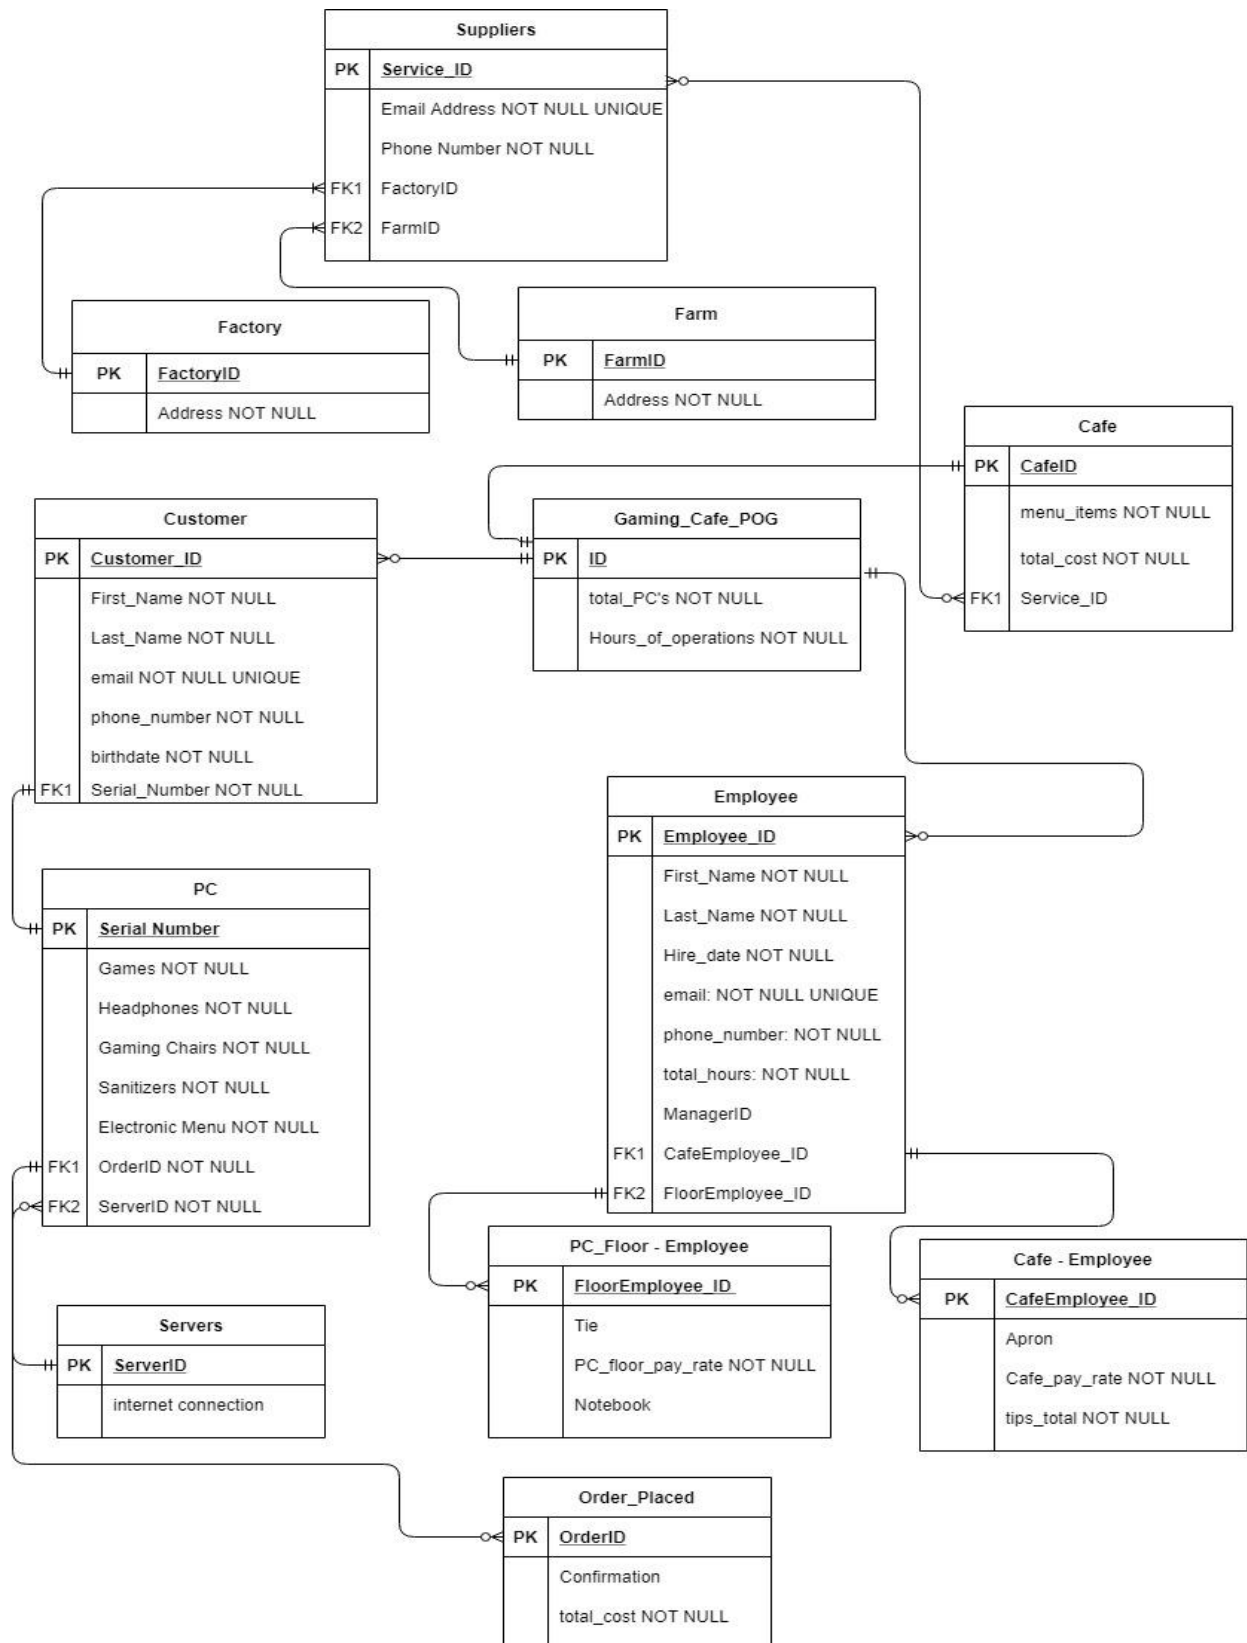 Suppliers
PK Service_ID
Email Address NOT NULL UNIQUE
Phone Number NOT NULL
FK1 FactoryID
FK2 FarmID
Factory
PK FactoryID
Address NOT NULL
Farm
PK FarmID
Address NOT NULL
Cafe
PK CafeID
menu_items NOT NULL
total_cost NOT NULL
FK1 Service_ID
Customer
PK Customer_ID
First_Name NOT NULL
Last_Name NOT NULL
email NOT NULL UNIQUE
phone_number NOT NULL
birthdate NOT NULL
FK1 Serial_Number NOT NULL
Gaming_Cafe_POG
PK ID
total_PC's NOT NULL
Hours_of_operations NOT NULL
Employee
PK Employee_ID
First_Name NOT NULL
Last_Name NOT NULL
Hire_date NOT NULL
email: NOT NULL UNIQUE
phone_number: NOT NULL
total_hours: NOT NULL
ManagerID
FK1 CafeEmployee_ID
FK2 FloorEmployee_ID
PC
PK Serial Number
Games NOT NULL
Headphones NOT NULL
Gaming Chairs NOT NULL
Sanitizers NOT NULL
Electronic Menu NOT NULL
FK1 OrderID NOT NULL
FK2 ServerID NOT NULL
PC_Floor - Employee
PK FloorEmployee_ID
Tie
PC_floor_pay_rate NOT NULL
Notebook
Cafe - Employee
PK CafeEmployee_ID
Apron
Cafe_pay_rate NOT NULL
tips_total NOT NULL
Servers
PK ServerID
internet connection
Order_Placed
PK OrderID
Confirmation
total_cost NOT NULL